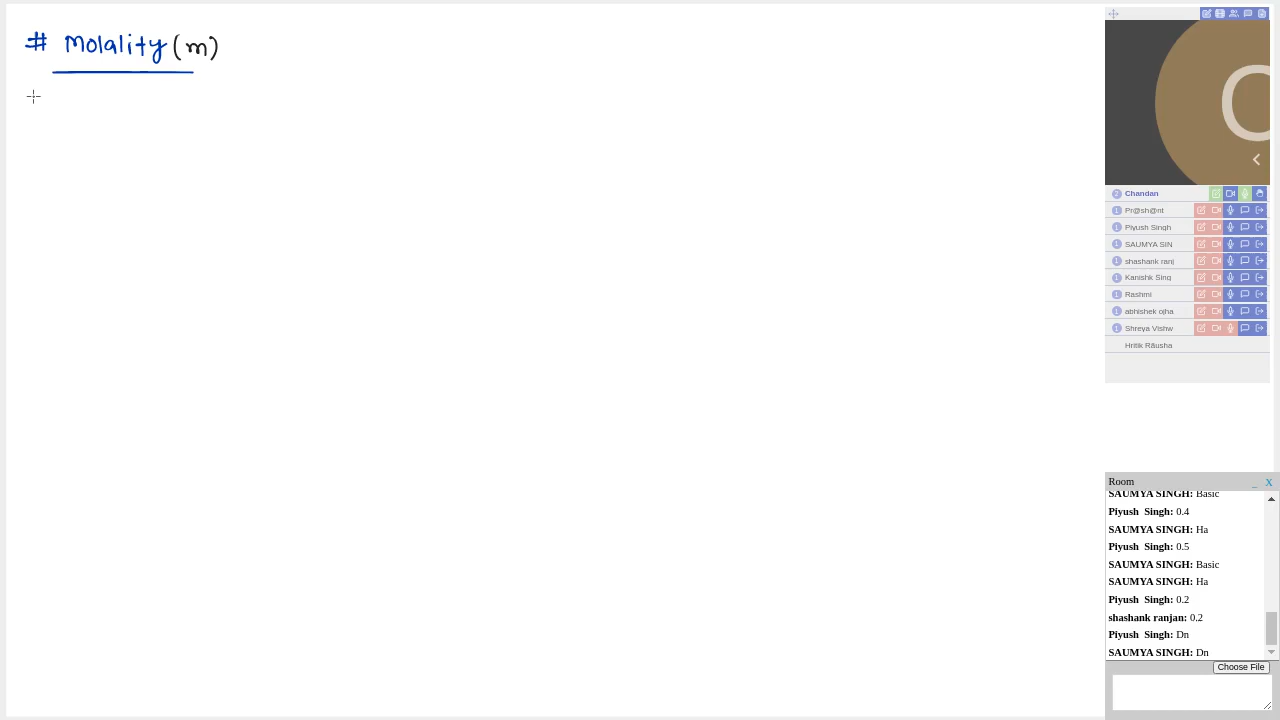 # Molality (m)
Chandan
Pr@sh@nt
Piyush Singh
SAUMYA SIN
shashank ranj
Kanishk Sing
Rashmi
abhishek ojha
Shreya Vishw
Hritik Răusha
Room _ X
SAUMYA SINGH: Basic
Piyush Singh: 0.4
SAUMYA SINGH: Ha
Piyush Singh: 0.5
SAUMYA SINGH: Basic
SAUMYA SINGH: Ha
Piyush Singh: 0.2
shashank ranjan: 0.2
Piyush Singh: Dn
SAUMYA SINGH: Dn
Choose File